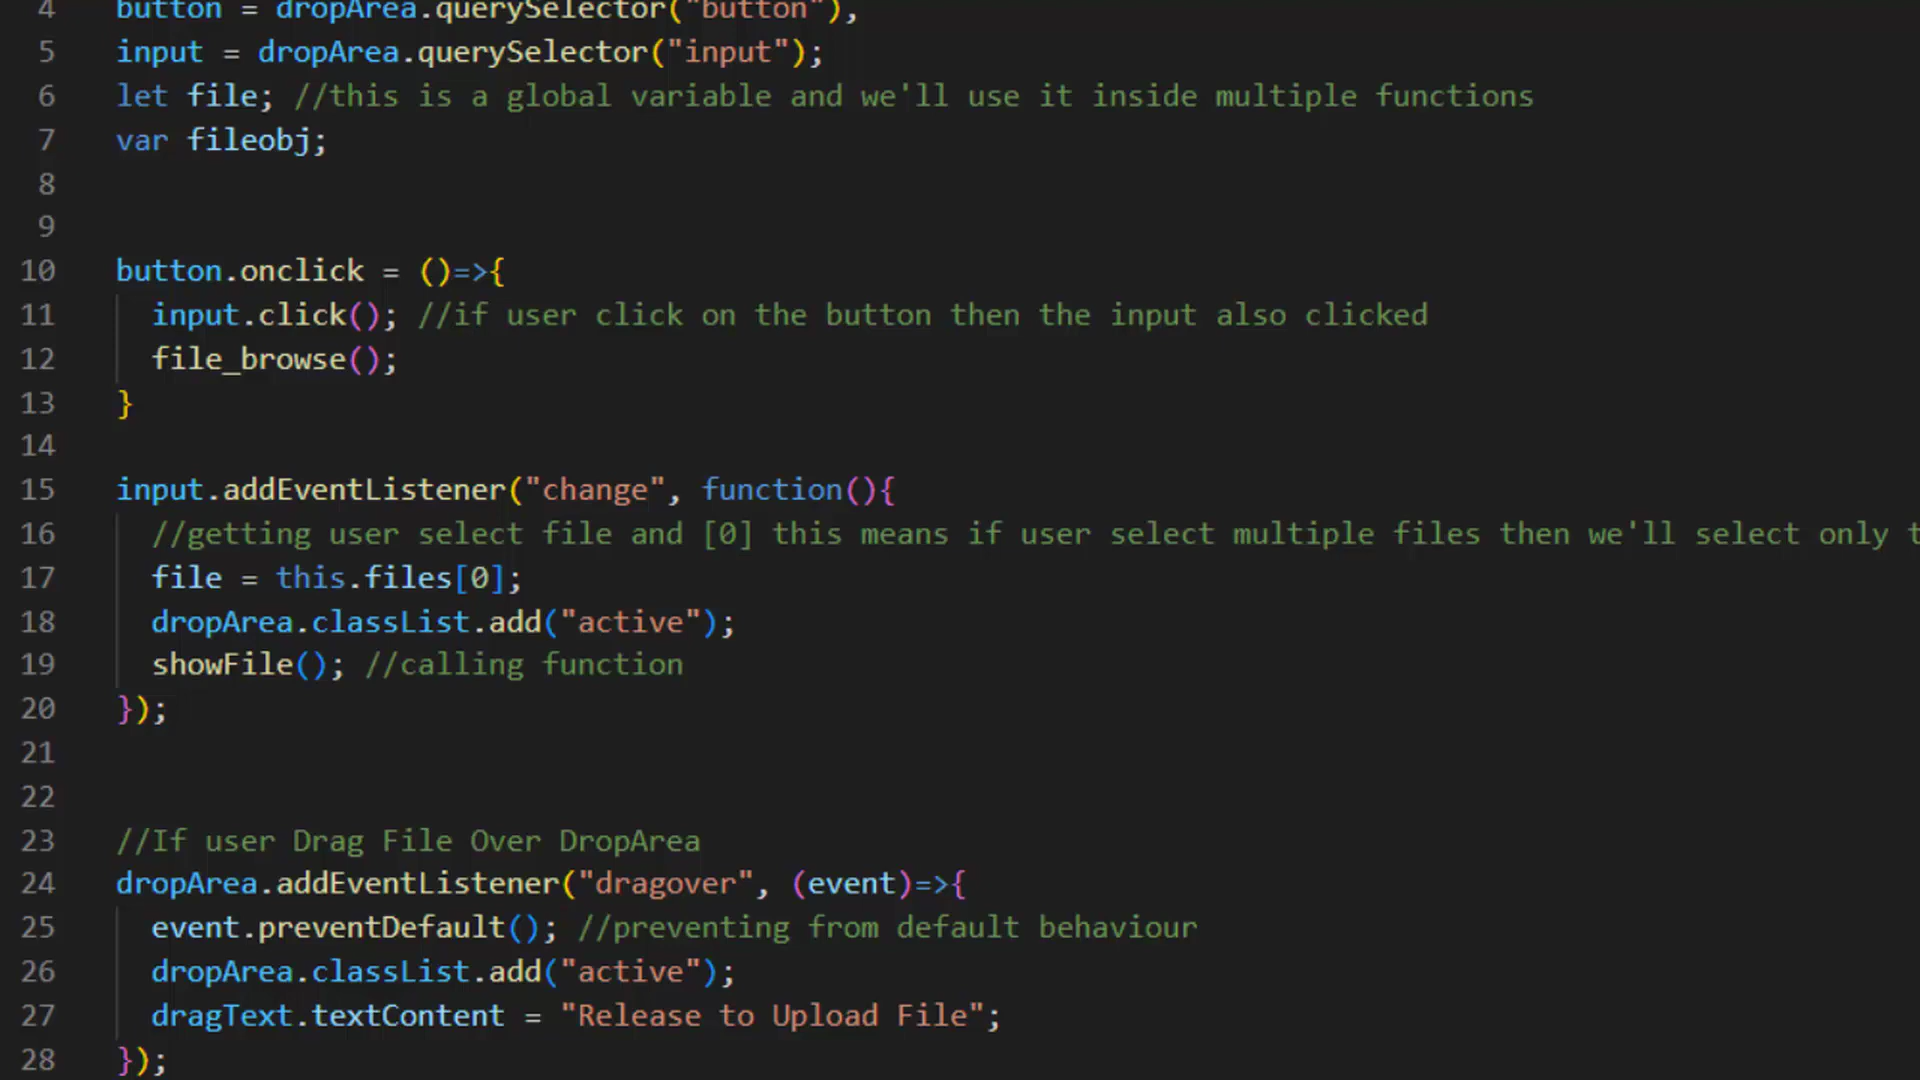 4 button = dropArea.querySelector("button"),
5 input = dropArea.querySelector("input");
6 let file; //this is a global variable and we'll use it inside multiple functions
7 var fileobj;
8
9
10 button.onclick = ()=>{
11 input.click(); //if user click on the button then the input also clicked
12 file_browse();
13 }
14
15 input.addEventListener("change", function(){
16 //getting user select file and [0] this means if user select multiple files then we'll select only t
17 file = this.files[0];
18 dropArea.classList.add("active");
19 showFile(); //calling function
20 });
21
22
23 //If user Drag File Over DropArea
24 dropArea.addEventListener("dragover", (event)=>{
25 event.preventDefault(); //preventing from default behaviour
26 dropArea.classList.add("active");
27 dragText.textContent = "Release to Upload File";
28 });